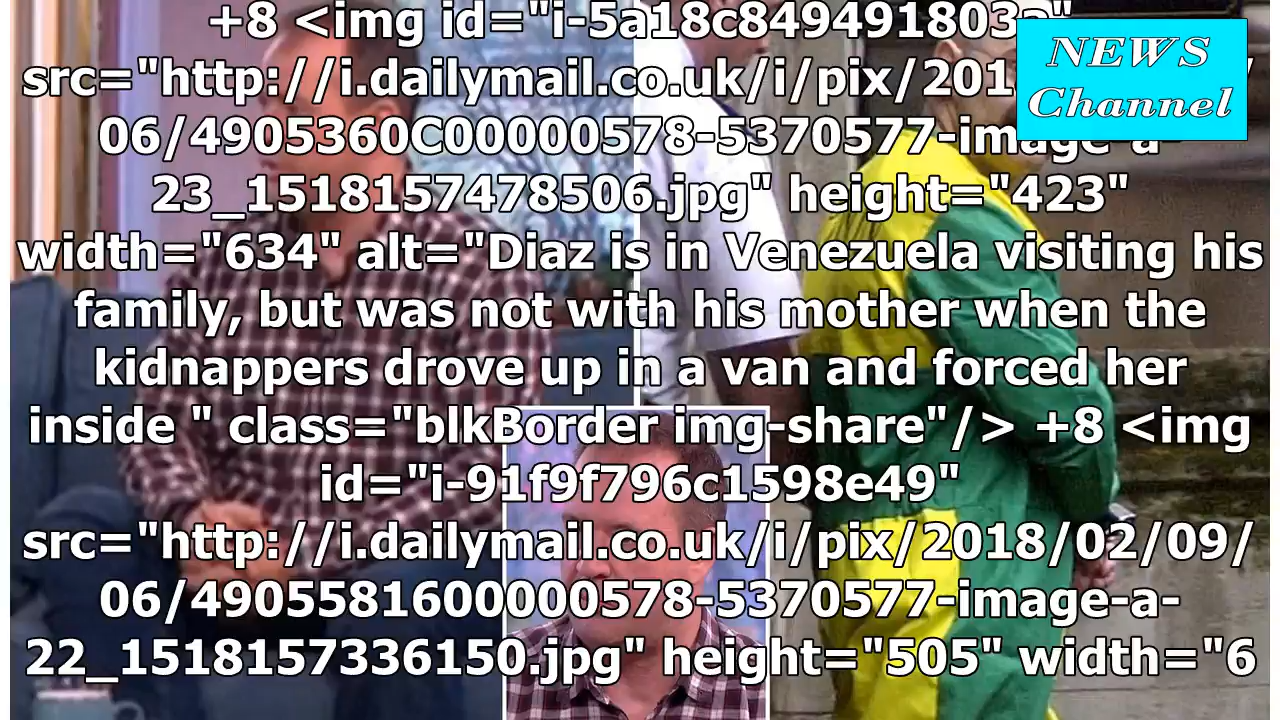 +8 <img id="i-5a18c8494918032"
src="http://i.dailymail.co.uk/i/pix/201
06/4905360C00000578-5370577-image-a-
23_1518157478506.jpg" height="423"
width="634" alt="Diaz is in Venezuela visiting his
family, but was not with his mother when the
kidnappers drove up in a van and forced her
inside " class="blkBorder img-share"/> +8 <img
id="i-91f9f796c1598e49"
src="http://i.dailymail.co.uk/i/pix/2018/02/09/
06/4905581600000578-5370577-image-a-
22_1518157336150.jpg" height="505" width="6
NEWS
Channel